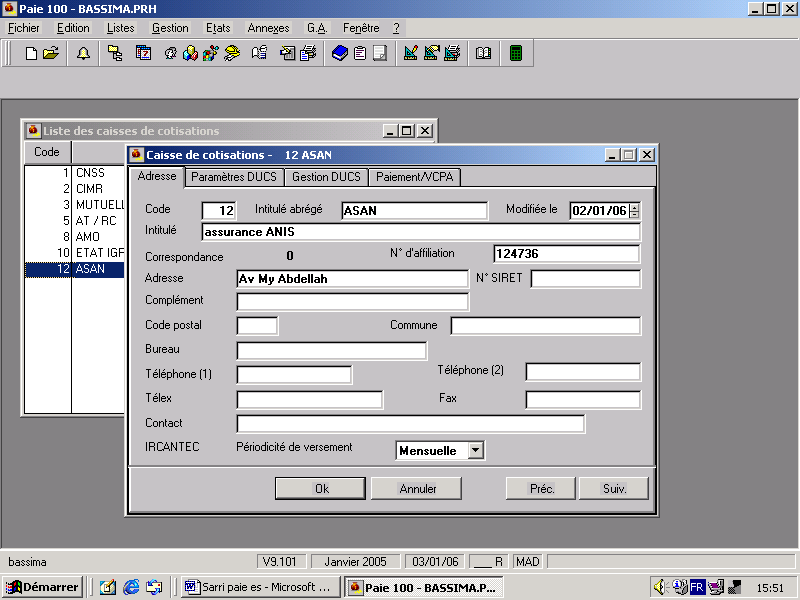 Paie 100 - BASSIMA.PRH
Fichier Edition Listes Gestion Etats Annexes G.A. Fenêtre ?
Liste des caisses de cotisations
Code
1 CNSS
2 CIMR
3 MUTUELL
5 AT / RC
8 AMO
10 ETAT IGF
12 ASAN
Caisse de cotisations - 12 ASAN
Adresse Paramètres DUCS Gestion DUCS Paiement/VCPA
Code 12 Intitulé abrégé ASAN Modifiée le 02/01/06
Intitulé assurance ANIS
Correspondance 0 N° d'affiliation 124736
Adresse Av My Abdellah N° SIRET
Complément
Code postal Commune
Bureau
Téléphone (1) Téléphone (2)
Télex Fax
Contact
IRCANTEC Périodicité de versement Mensuelle
Ok Annuler Préc. Suiv.
bassima V9.101 Janvier 2005 03/01/06 ___ R MAD
Démarrer Sarri paie es - Microsoft ... Paie 100 - BASSIMA.P... FR 15:51